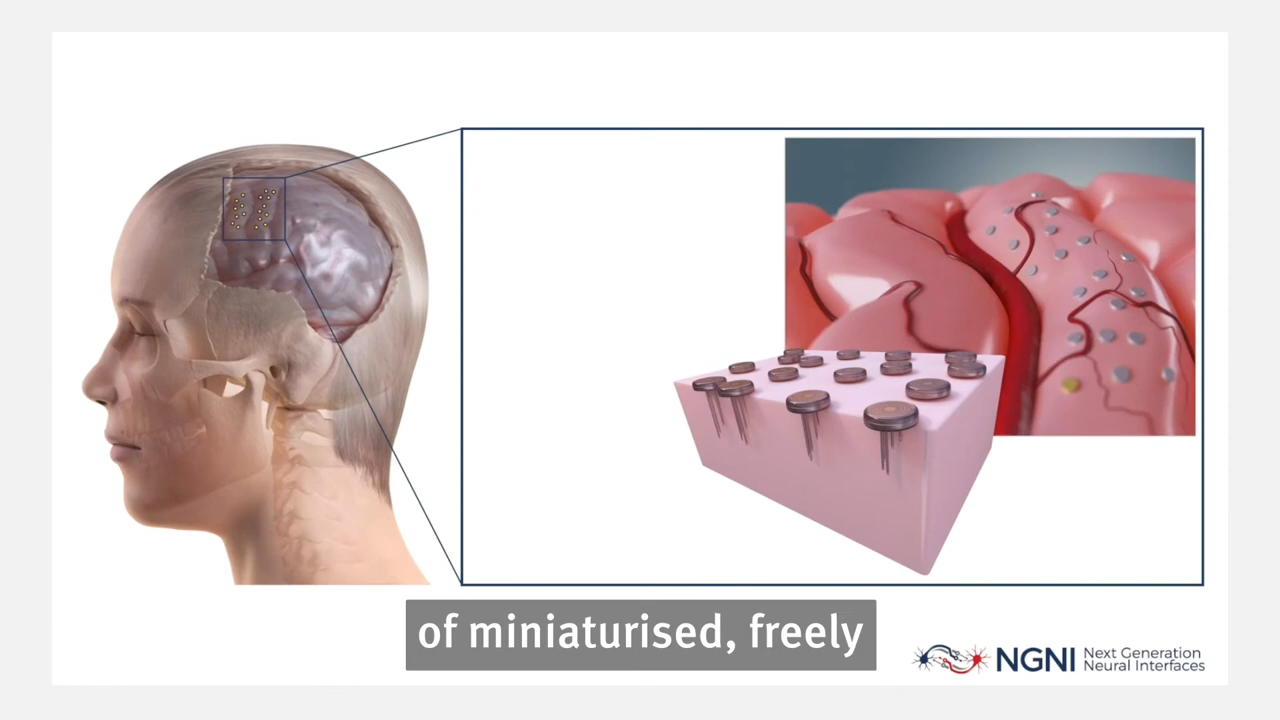 of miniaturised, freely
NGNI Next Generation
Neural Interfaces